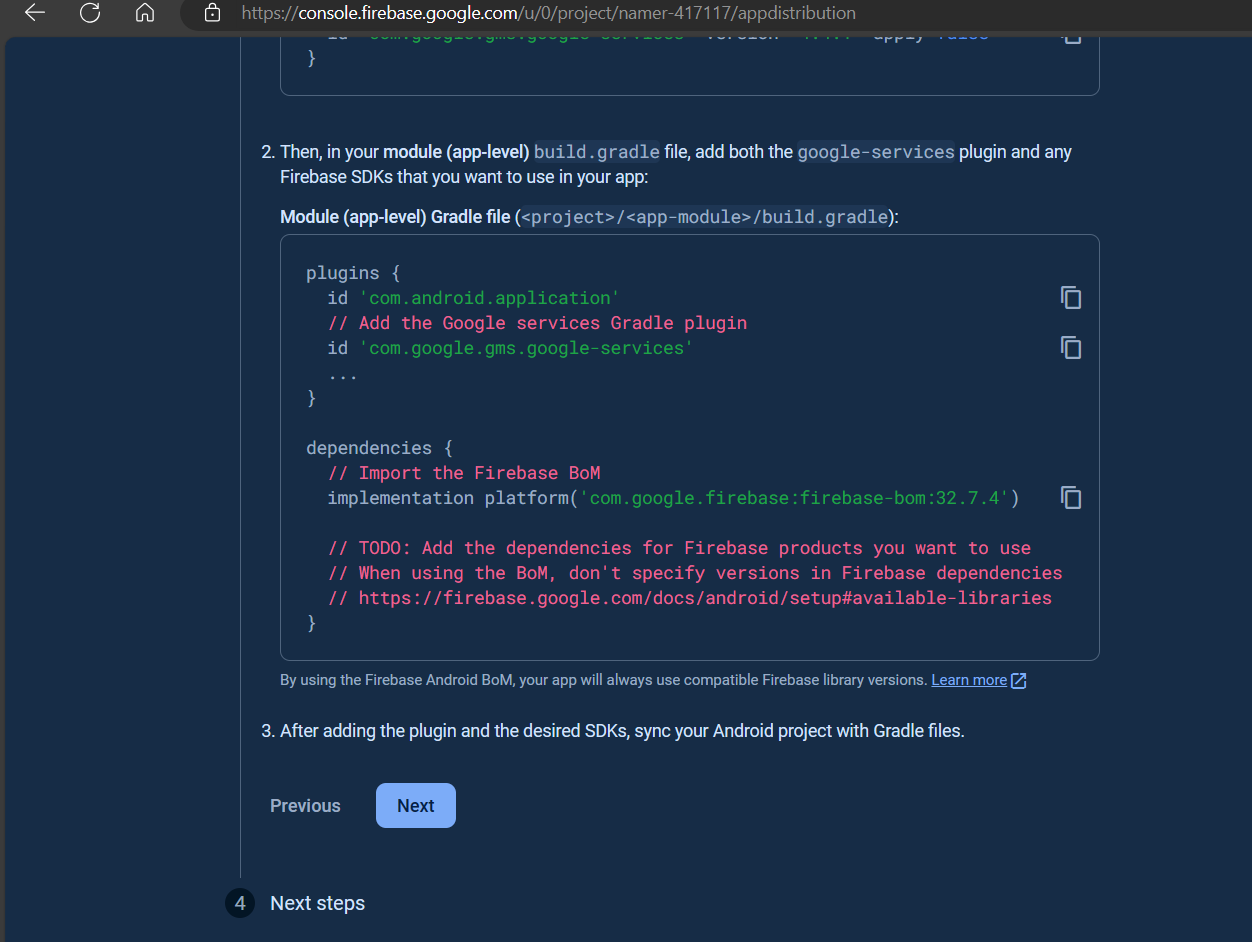 https://console.firebase.google.com/u/0/project/namer-417117/appdistribution
}
2. Then, in your module (app-level) build.gradle file, add both the google-services plugin and any
Firebase SDKs that you want to use in your app:
Module (app-level) Gradle file (<project>/<app-module>/build.gradle):
plugins {
id 'com.android.application'
// Add the Google services Gradle plugin
id 'com.google.gms.google-services'
...
}
dependencies {
// Import the Firebase BoM
implementation platform('com.google.firebase:firebase-bom:32.7.4')
// TODO: Add the dependencies for Firebase products you want to use
// When using the BoM, don't specify versions in Firebase dependencies
// https://firebase.google.com/docs/android/setup#available-libraries
}
By using the Firebase Android BoM, your app will always use compatible Firebase library versions. Learn more
3. After adding the plugin and the desired SDKs, sync your Android project with Gradle files.
Previous Next
4 Next steps